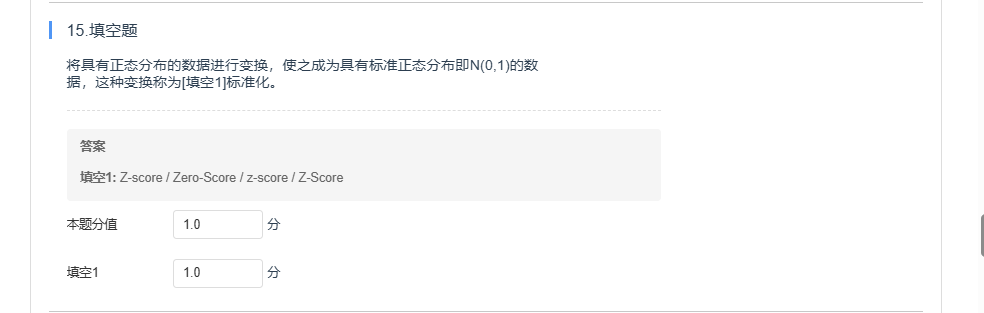 15.填空题
将具有正态分布的数据进行变换，使之成为具有标准正态分布即N(0,1)的数
据，这种变换称为[填空1]标准化。
答案
填空1: Z-score / Zero-Score / z-score / Z-Score
本题分值 1.0 分
填空1 1.0 分